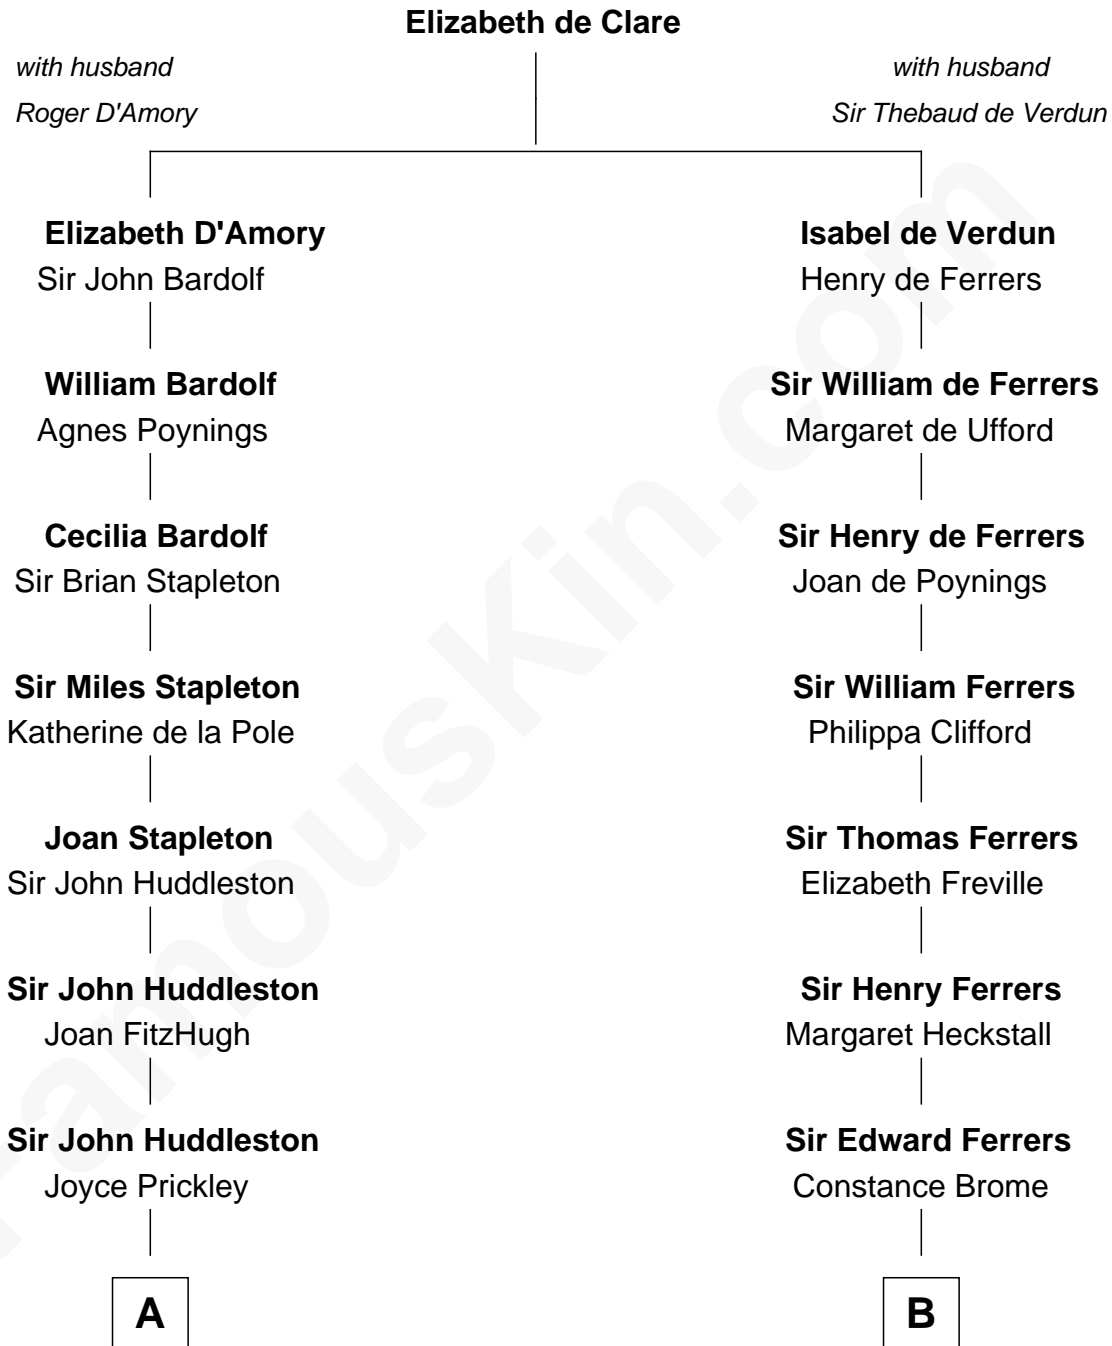 Elizabeth de Clare
with husband
Roger D'Amory
with husband
Sir Thebaud de Verdun
Elizabeth D'Amory
Sir John Bardolf
Isabel de Verdun
Henry de Ferrers
William Bardolf
Agnes Poynings
Sir William de Ferrers
Margaret de Ufford
Cecilia Bardolf
Sir Brian Stapleton
Sir Henry de Ferrers
Joan de Poynings
Sir Miles Stapleton
Katherine de la Pole
Sir William Ferrers
Philippa Clifford
Joan Stapleton
Sir John Huddleston
Sir Thomas Ferrers
Elizabeth Freville
Sir John Huddleston
Joan FitzHugh
Sir Henry Ferrers
Margaret Heckstall
Sir John Huddleston
Joyce Prickley
Sir Edward Ferrers
Constance Brome
A
B
FamousKin.com